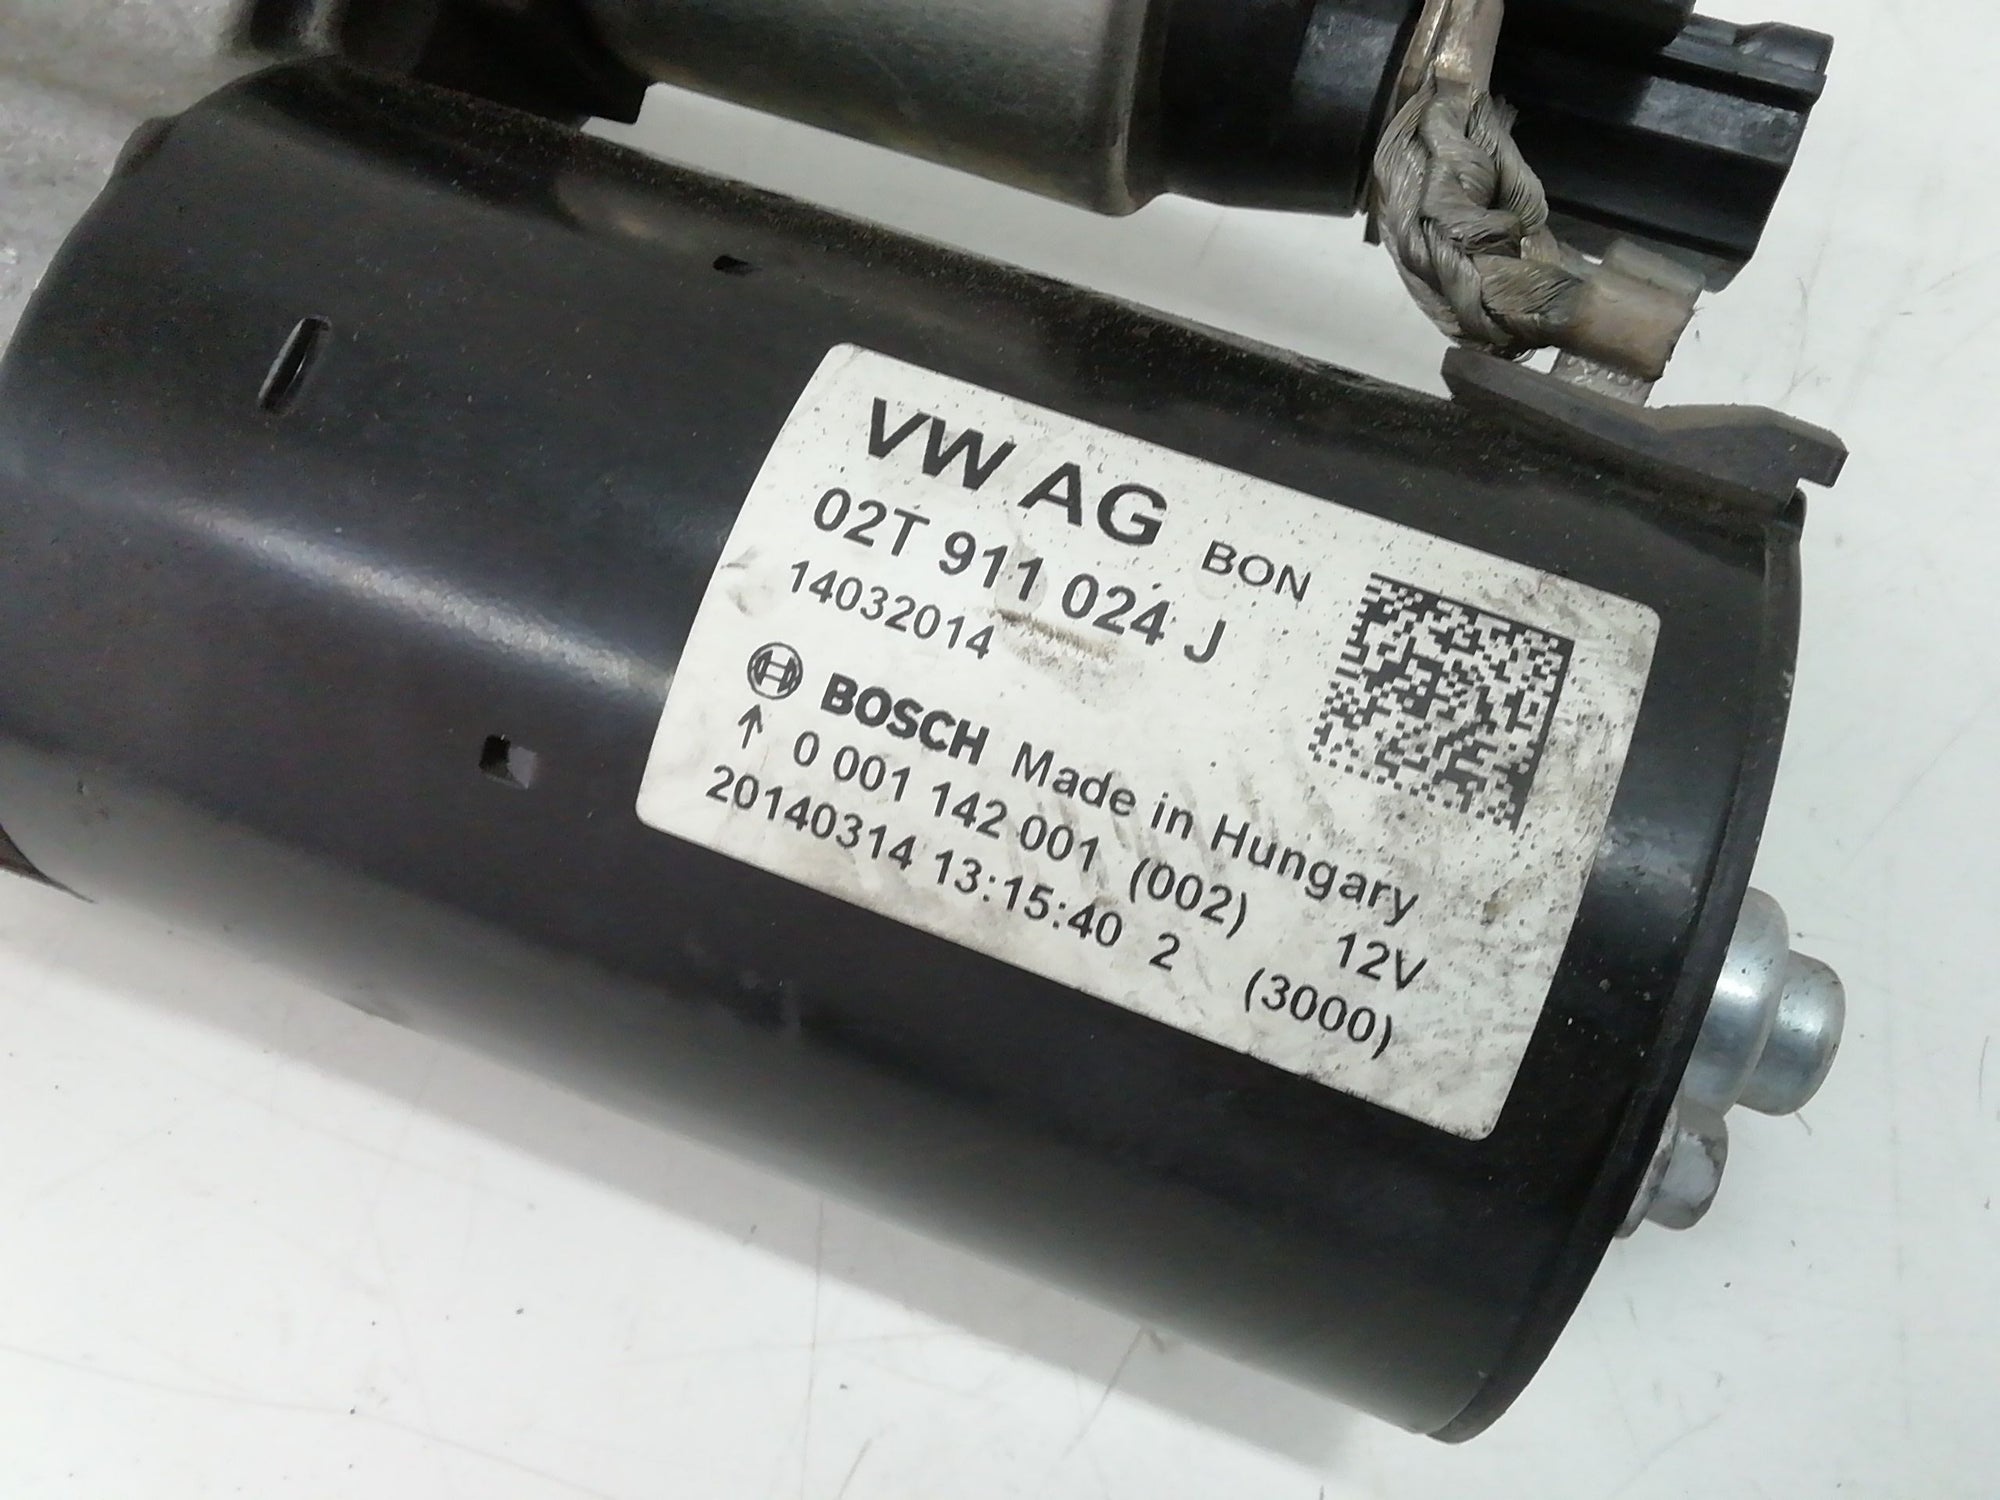 VW AG BON
02T 911 024 J
14032014
BOSCH Made in Hungary
↑ 0 001 142 001 (002) 12V
20140314 13:15:40 2 (3000)